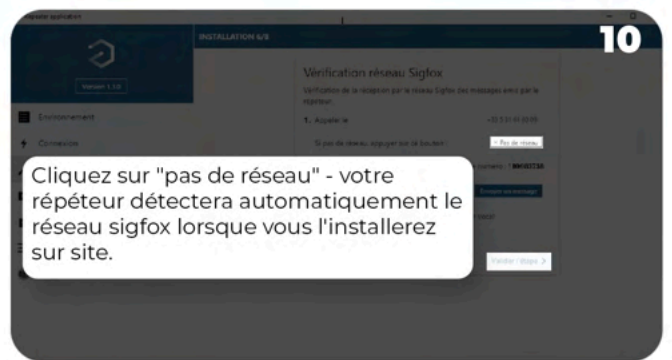 INSTALLATION 6/8
10
Version 1.1.0
Vérification réseau Sigfox
Vérification de la réception par le réseau Sigfox des messages émis par le
répéteur.
Environnement
1. Appeler le
Connexion
Si pas de réseau, appuyer sur ce bouton :
Pas de réseau
Cliquez sur "pas de réseau" - votre
répéteur détectera automatiquement le
réseau sigfox lorsque vous l'installerez
sur site.
Envoyer un message
Valider l'étape >